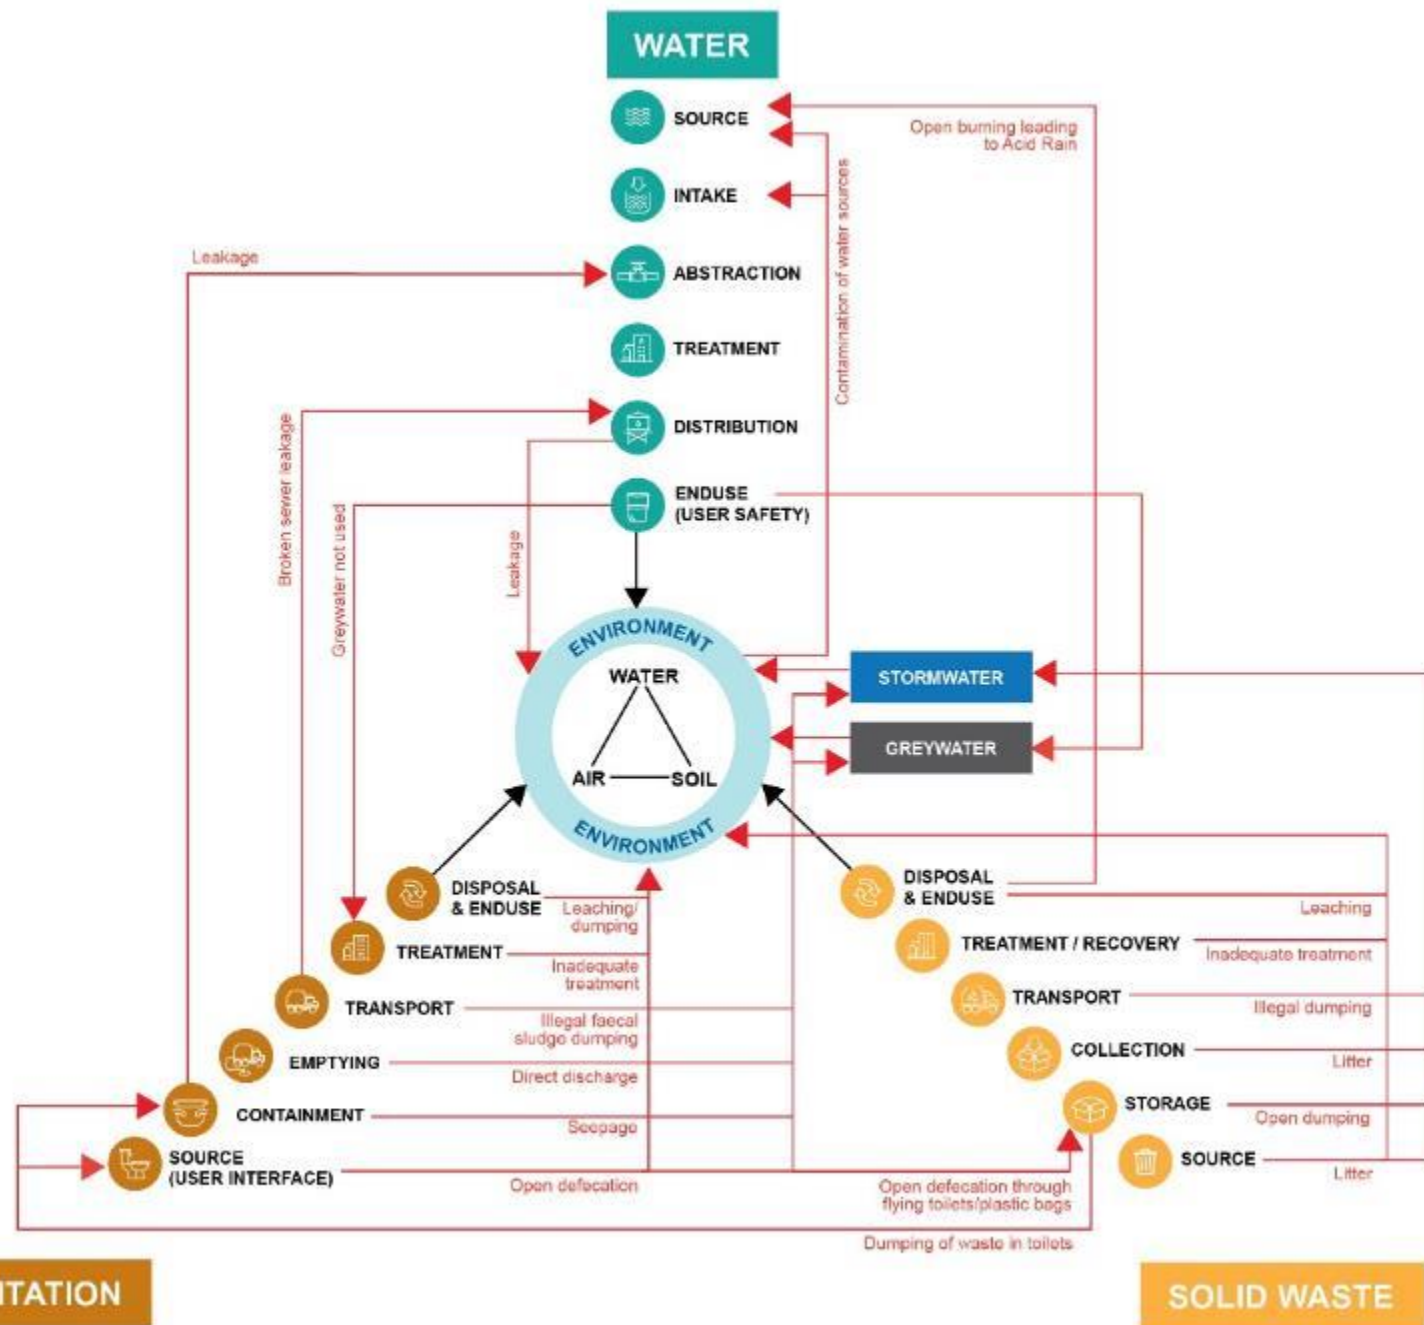 WATER
SOURCE
Open burning leading
to Acid Rain
INTAKE
Contamination of water sources
Leakage
ABSTRACTION
TREATMENT
Broken sewer leakage
DISTRIBUTION
Greywater not used
ENDUSE
(USER SAFETY)
Leakage
ENVIRONMENT
WATER
AIR
SOIL
ENVIRONMENT
STORMWATER
GREYWATER
DISPOSAL
& ENDUSE
Leaching/
dumping
TREATMENT
Inadequate
treatment
TRANSPORT
Illegal faecal
sludge dumping
EMPTYING
Direct discharge
CONTAINMENT
Seepage
SOURCE
(USER INTERFACE)
Open defecation
DISPOSAL
& ENDUSE
Leaching
TREATMENT / RECOVERY
Inadequate treatment
TRANSPORT
Illegal dumping
COLLECTION
Litter
STORAGE
Open dumping
SOURCE
Litter
Open defecation through
flying toilets/plastic bags
Dumping of waste in toilets
ITATION
SOLID WASTE